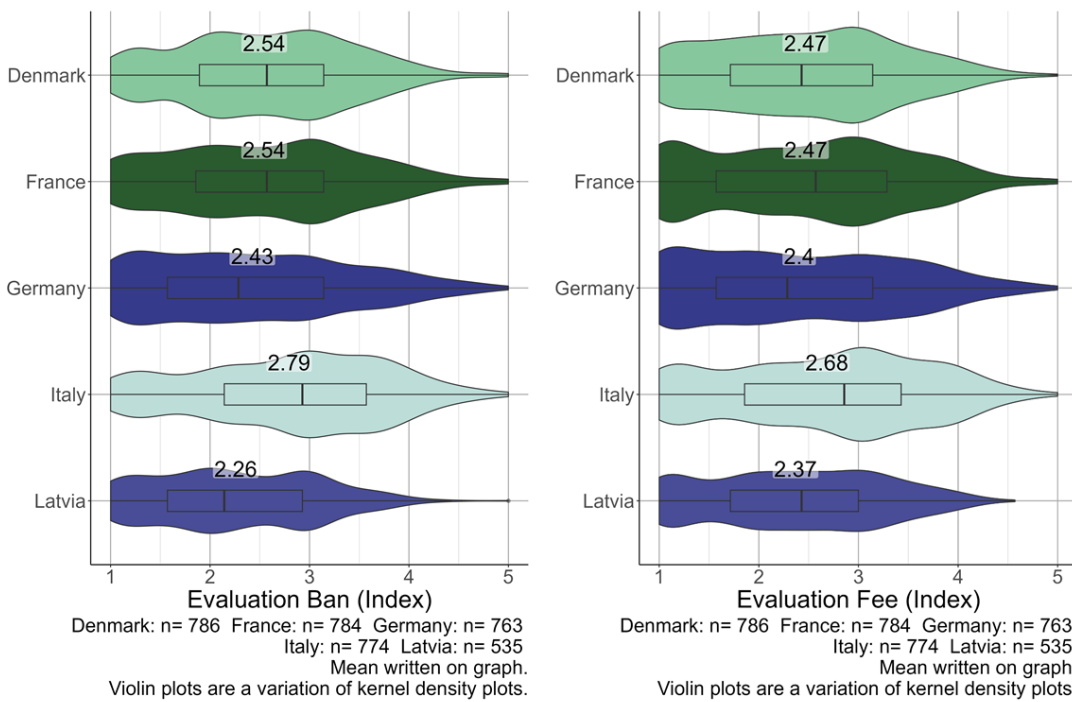 2.54
Denmark
2.54
France
2.43
Germany
2.79
Italy
2.26
Latvia
1 2 3 4 5
Evaluation Ban (Index)
Denmark: n= 786 France: n= 784 Germany: n= 763
Italy: n= 774 Latvia: n= 535
Mean written on graph.
Violin plots are a variation of kernel density plots.
2.47
Denmark
2.47
France
2.4
Germany
2.68
Italy
2.37
Latvia
1 2 3 4 5
Evaluation Fee (Index)
Denmark: n= 786 France: n= 784 Germany: n= 763
Italy: n= 774 Latvia: n= 535
Mean written on graph
Violin plots are a variation of kernel density plots